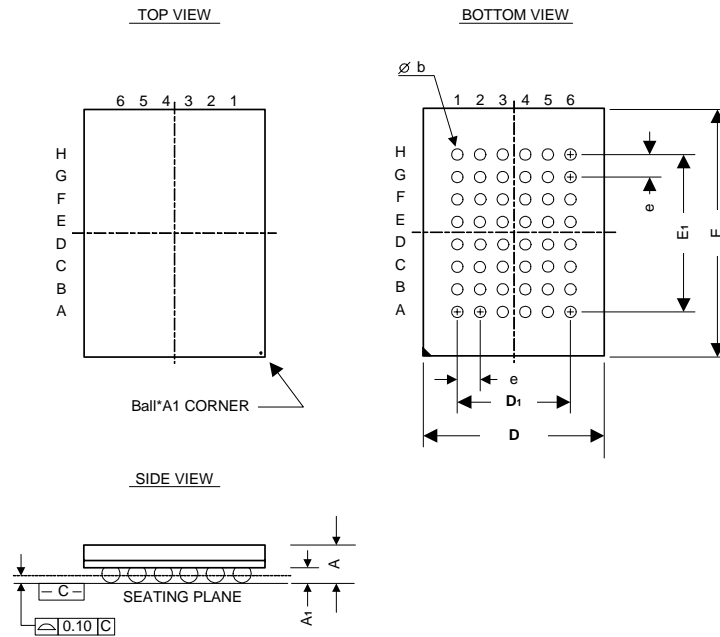 TOP VIEW
6 5 4 3 2 1
H
G
F
E
D
C
B
A
Ball*A1 CORNER
BOTTOM VIEW
Ø b
1 2 3 4 5 6
H
G
F
E
D
C
B
A
e
E1
E
e
D1
D
SIDE VIEW
A
A1
– C –
SEATING PLANE
⌓ 0.10 C